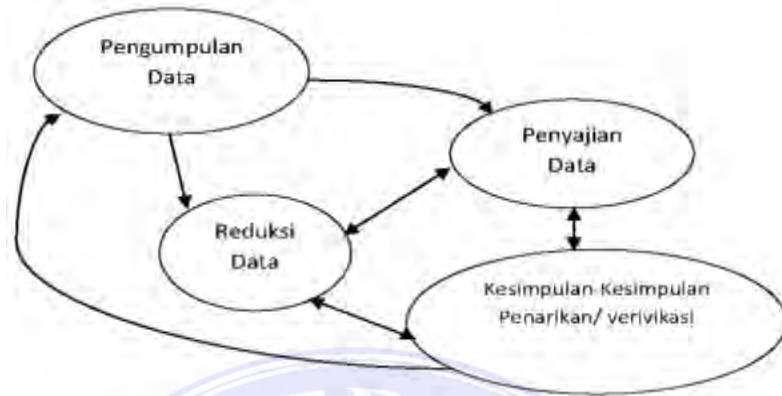 Pengumpulan
Data
Penyajian
Data
Reduksi
Data
Kesimpulan-Kesimpulan
Penarikan/ verivikasi